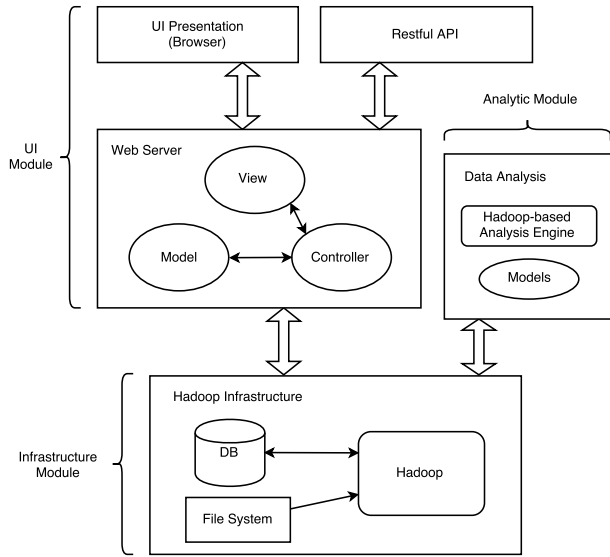 UI Presentation
(Browser)
Restful API
Analytic Module
UI
Module
Web Server
View
Model
Controller
Data Analysis
Hadoop-based
Analysis Engine
Models
Infrastructure
Module
Hadoop Infrastructure
DB
Hadoop
File System